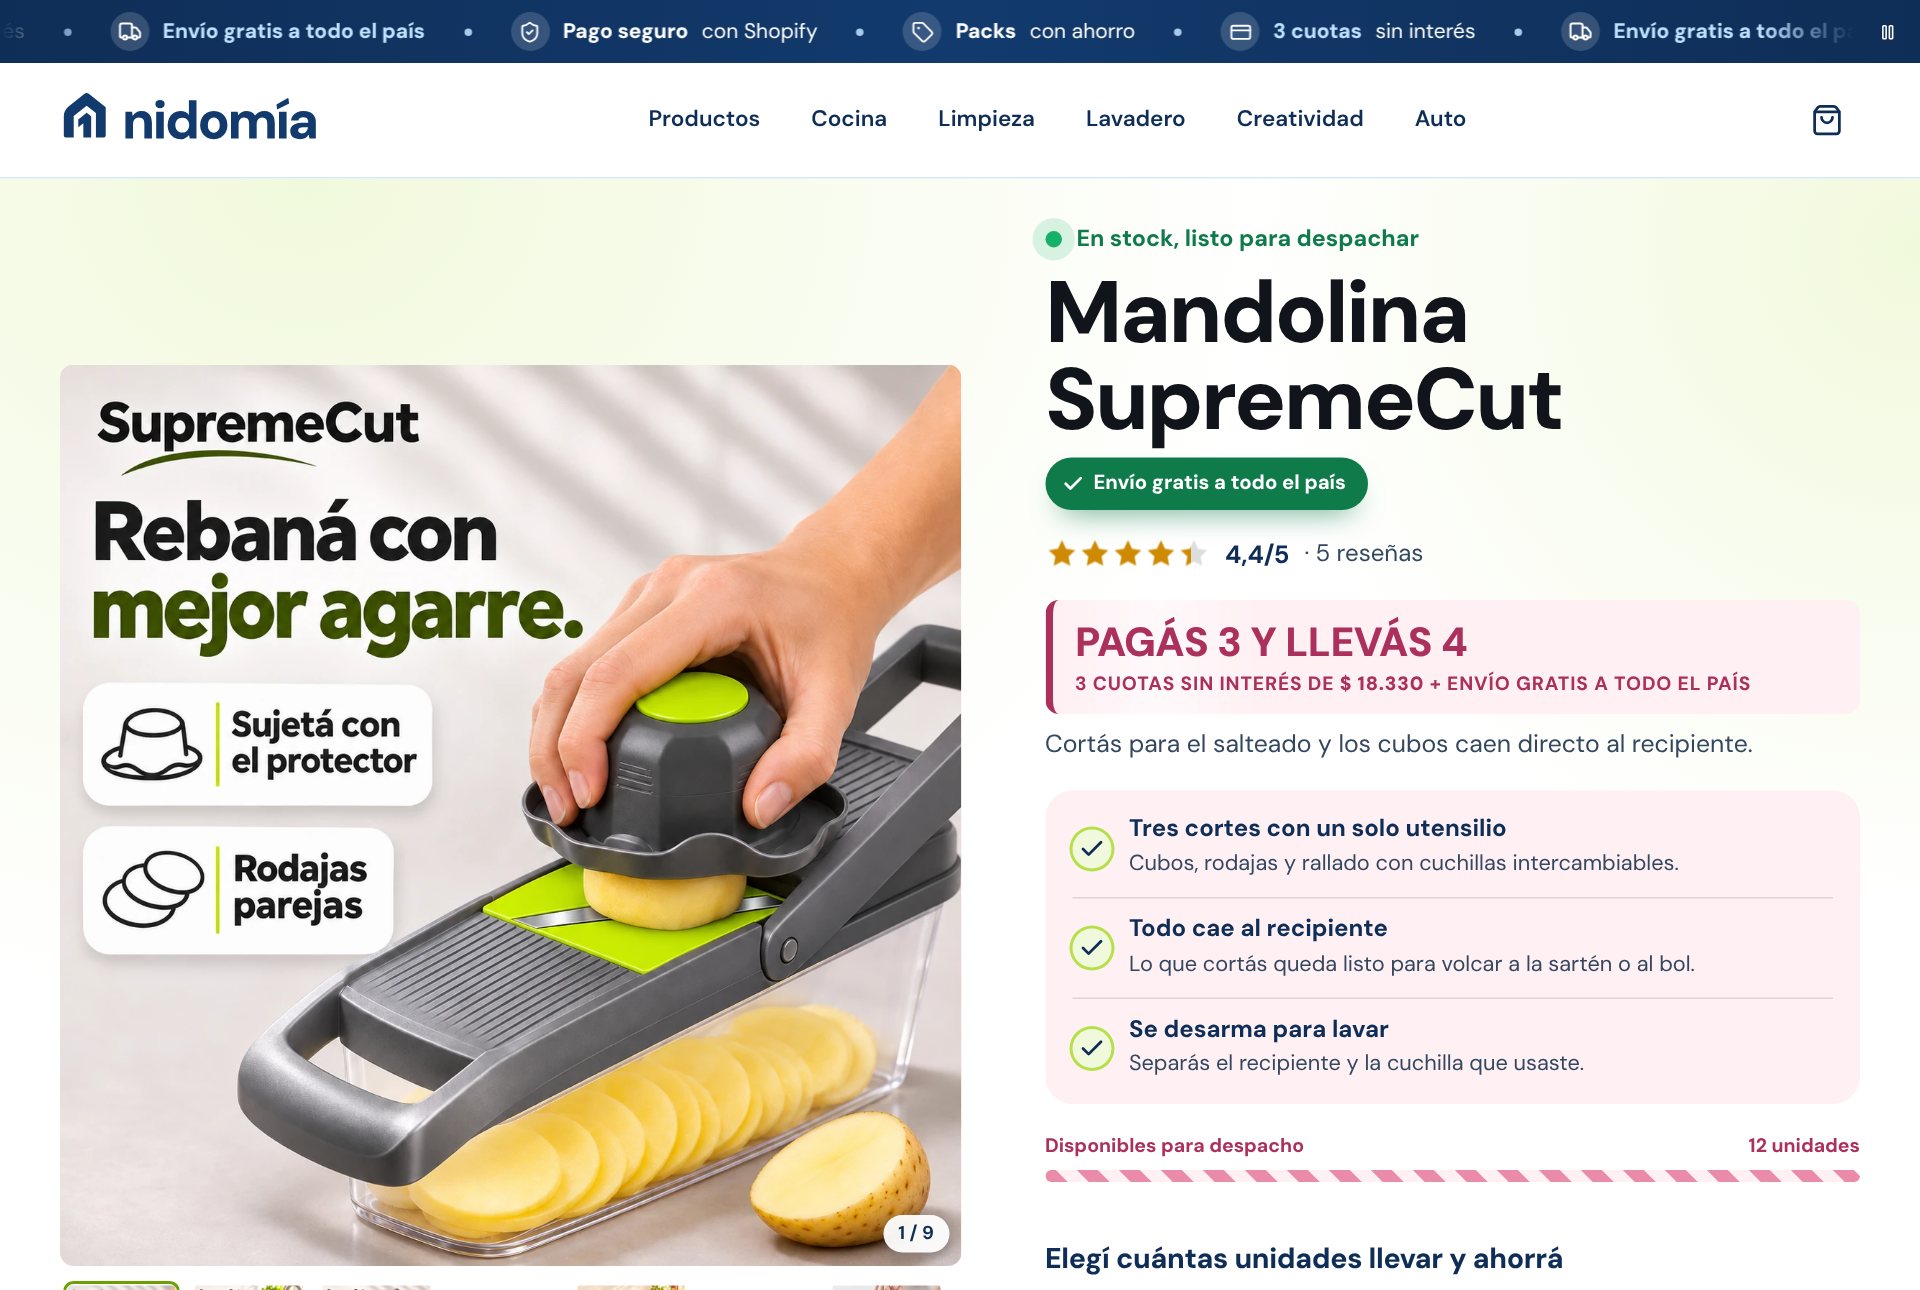 Envío gratis a todo el país
Pago seguro con Shopify
Packs con ahorro
3 cuotas sin interés
Envío gratis a todo el
nidomía
Productos
Cocina
Limpieza
Lavadero
Creatividad
Auto
En stock, listo para despachar
Mandolina
SupremeCut
Envío gratis a todo el país
4,4/5 · 5 reseñas
PAGÁS 3 Y LLEVÁS 4
3 CUOTAS SIN INTERÉS DE $ 18.330 + ENVÍO GRATIS A TODO EL PAÍS
Cortás para el salteado y los cubos caen directo al recipiente.
Tres cortes con un solo utensilio
Cubos, rodajas y rallado con cuchillas intercambiables.
Todo cae al recipiente
Lo que cortás queda listo para volcar a la sartén o al bol.
Se desarma para lavar
Separás el recipiente y la cuchilla que usaste.
Disponibles para despacho
12 unidades
Elegí cuántas unidades llevar y ahorrá
SupremeCut
Rebaná con
mejor agarre.
Sujetá con
el protector
Rodajas
parejas
1 / 9